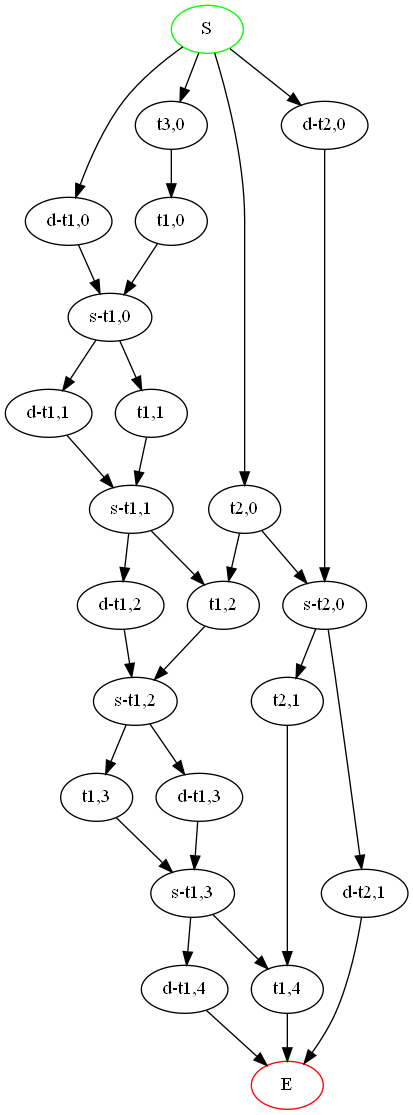 S
t3,0
d-t2,0
d-t1,0
t1,0
s-t1,0
d-t1,1
t1,1
s-t1,1
t2,0
d-t1,2
t1,2
s-t2,0
s-t1,2
t2,1
t1,3
d-t1,3
s-t1,3
d-t2,1
d-t1,4
t1,4
E